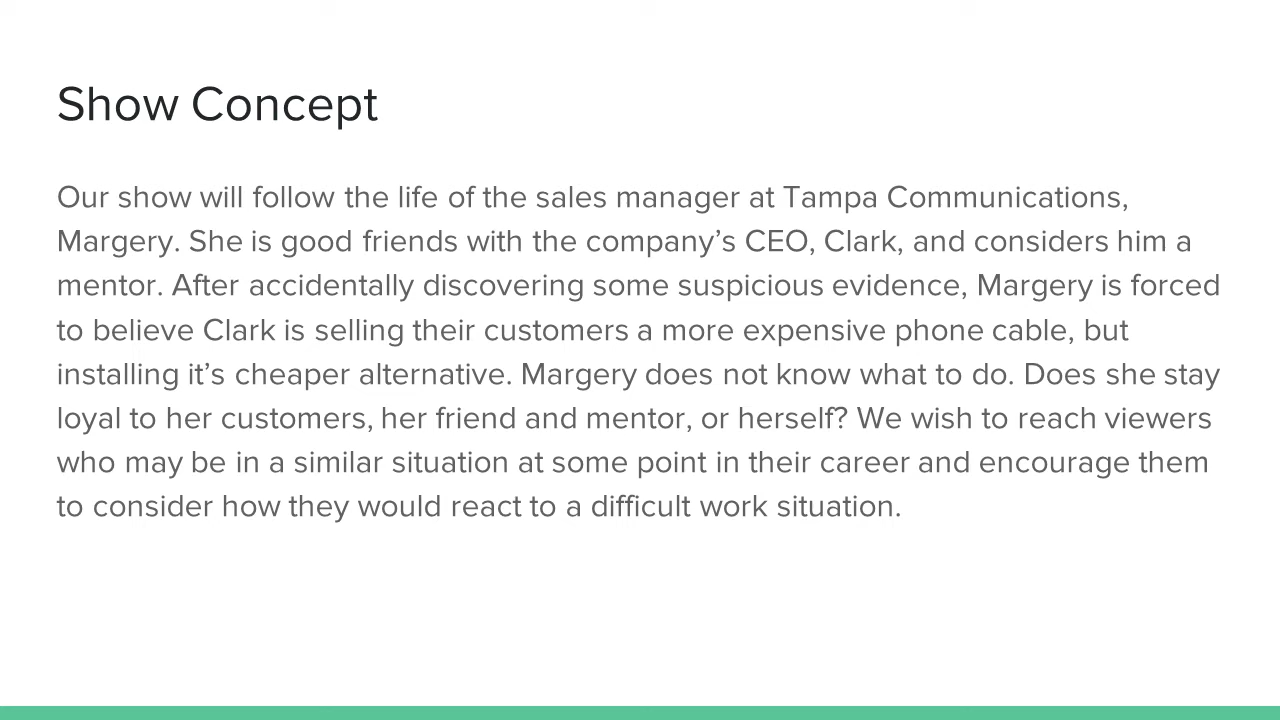 Show Concept
Our show will follow the life of the sales manager at Tampa Communications,
Margery. She is good friends with the company’s CEO, Clark, and considers him a
mentor. After accidentally discovering some suspicious evidence, Margery is forced
to believe Clark is selling their customers a more expensive phone cable, but
installing it’s cheaper alternative. Margery does not know what to do. Does she stay
loyal to her customers, her friend and mentor, or herself? We wish to reach viewers
who may be in a similar situation at some point in their career and encourage them
to consider how they would react to a difficult work situation.